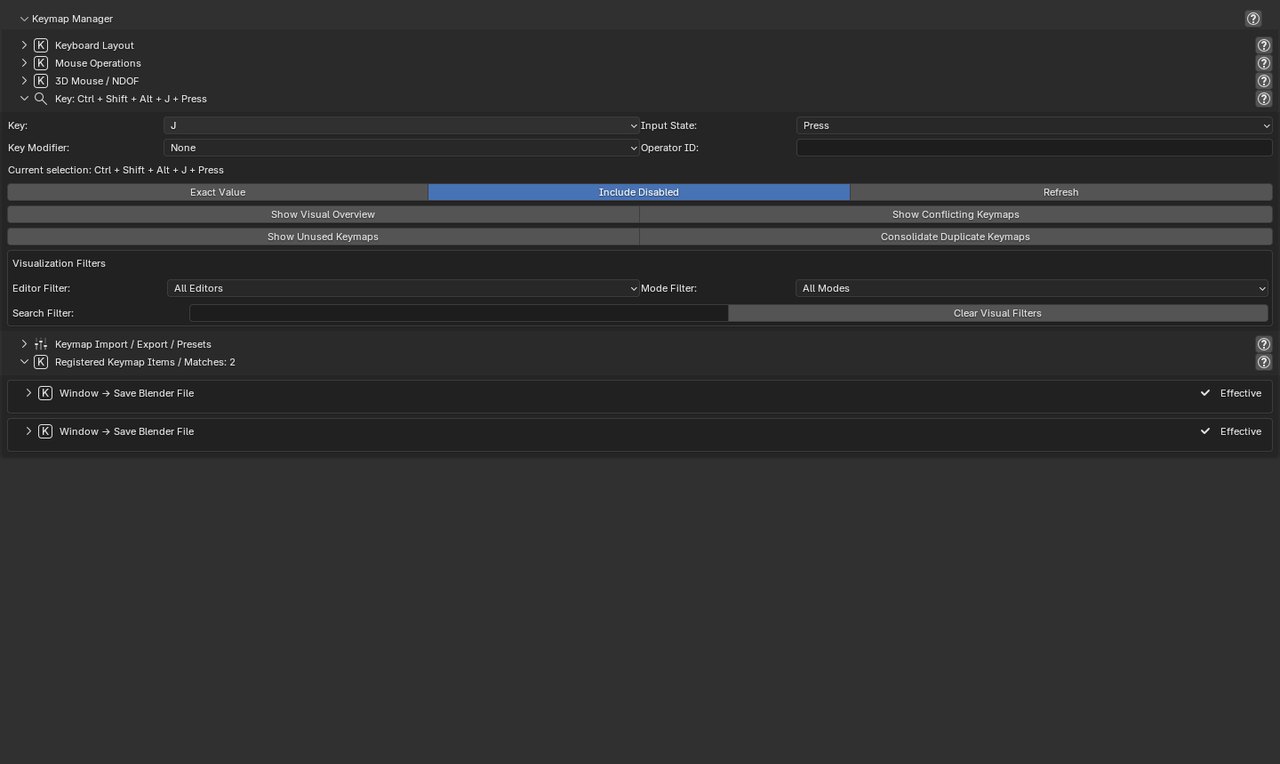 Keymap Manager
K Keyboard Layout
K Mouse Operations
K 3D Mouse / NDOF
Key: Ctrl + Shift + Alt + J + Press
Key: J Input State: Press
Key Modifier: None Operator ID:
Current selection: Ctrl + Shift + Alt + J + Press
Exact Value Include Disabled Refresh
Show Visual Overview Show Conflicting Keymaps
Show Unused Keymaps Consolidate Duplicate Keymaps
Visualization Filters
Editor Filter: All Editors Mode Filter: All Modes
Search Filter: Clear Visual Filters
Keymap Import / Export / Presets
K Registered Keymap Items / Matches: 2
K Window → Save Blender File Effective
K Window → Save Blender File Effective